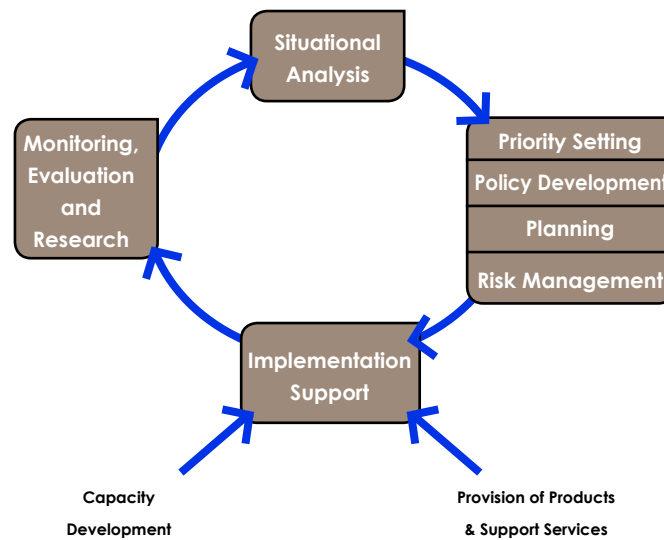 Situational
Analysis
Monitoring,
Evaluation
and
Research
Priority Setting
Policy Development
Planning
Risk Management
Implementation
Support
Capacity
Development
Provision of Products
& Support Services